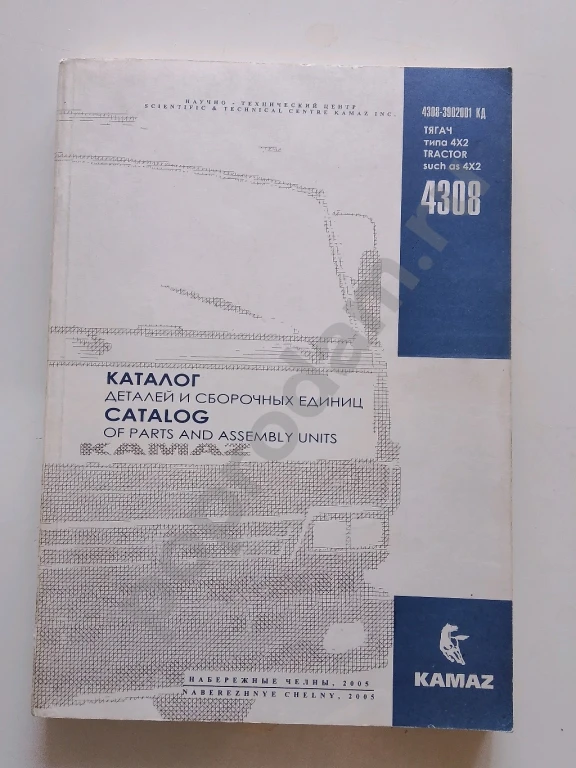 НАУЧНО - ТЕХНИЧЕСКИЙ ЦЕНТР
SCIENTIFIC & TECHNICAL CENTRE KAMAZ INC.
4308-3902001 КД
ТЯГАЧ
типа 4Х2
TRACTOR
such as 4X2
4308
КАТАЛОГ
ДЕТАЛЕЙ И СБОРОЧНЫХ ЕДИНИЦ
CATALOG
OF PARTS AND ASSEMBLY UNITS
KAMAZ
НАБЕРЕЖНЫЕ ЧЕЛНЫ, 2005
NABEREZHNYE CHELNY, 2005
KAMAZ